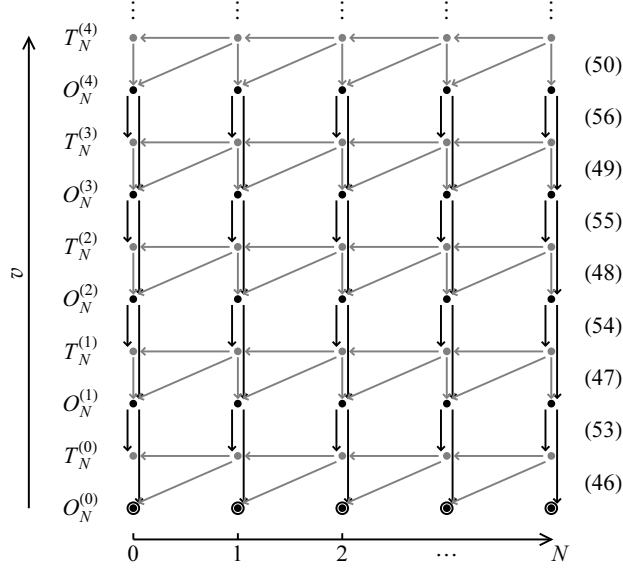 ⋮ ⋮ ⋮ ⋮ ⋮
T_N^{(4)}
(50)
O_N^{(4)}
(56)
T_N^{(3)}
(49)
O_N^{(3)}
(55)
T_N^{(2)}
(48)
v
O_N^{(2)}
(54)
T_N^{(1)}
(47)
O_N^{(1)}
(53)
T_N^{(0)}
(46)
O_N^{(0)}
0 1 2 ⋯ N